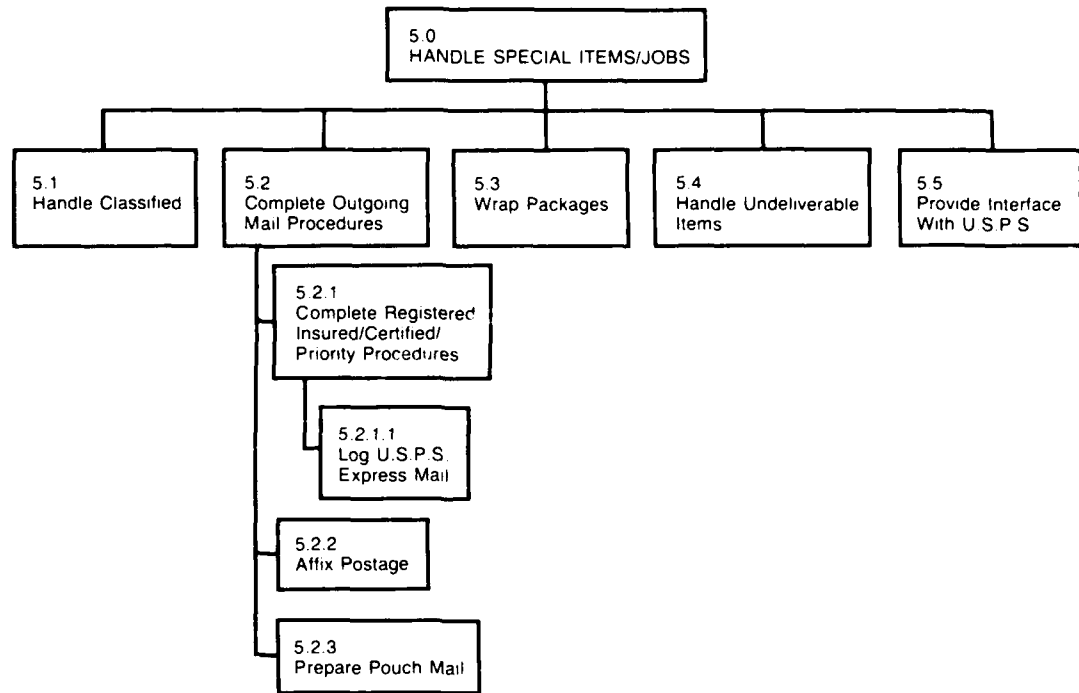 5.0
HANDLE SPECIAL ITEMS/JOBS
5.1
Handle Classified
5.2
Complete Outgoing
Mail Procedures
5.3
Wrap Packages
5.4
Handle Undeliverable
Items
5.5
Provide Interface
With U.S.P.S
5.2.1
Complete Registered
Insured/Certified/
Priority Procedures
5.2.1.1
Log U.S.P.S.
Express Mail
5.2.2
Affix Postage
5.2.3
Prepare Pouch Mail